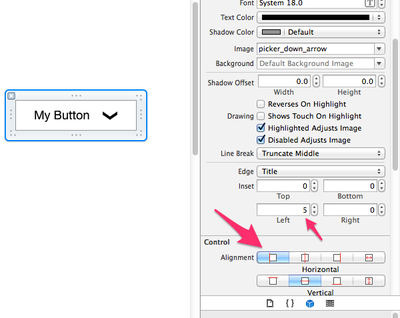 Font System 18.0 T
Text Color
Shadow Color Default
Image picker_down_arrow
Background Default Background Image
Shadow Offset 0.0 0.0
Width Height
Reverses On Highlight
Drawing Shows Touch On Highlight
Highlighted Adjusts Image
Disabled Adjusts Image
Line Break Truncate Middle
Edge Title
Inset 0 0
Top Bottom
5 0
Left Right
Control
Alignment
Horizontal
Vertical
My Button